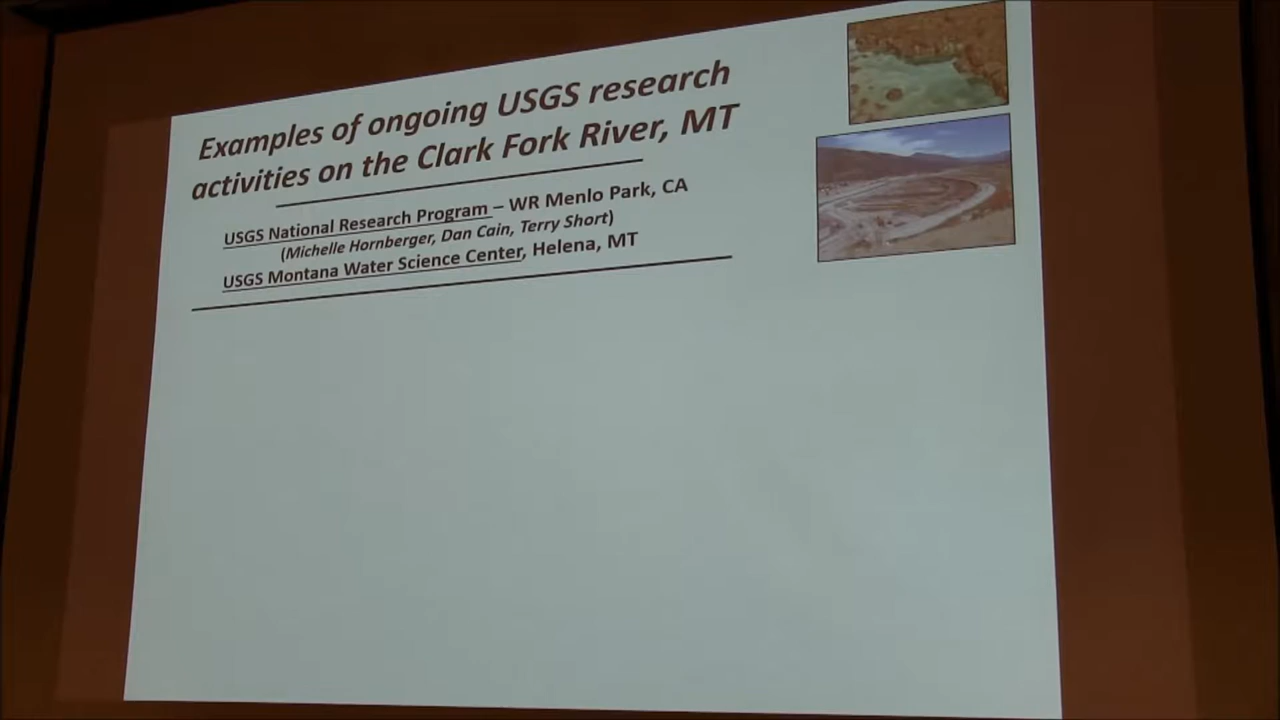 Examples of ongoing USGS research
activities on the Clark Fork River, MT
USGS National Research Program – WR Menlo Park, CA
(Michelle Hornberger, Dan Cain, Terry Short)
USGS Montana Water Science Center, Helena, MT